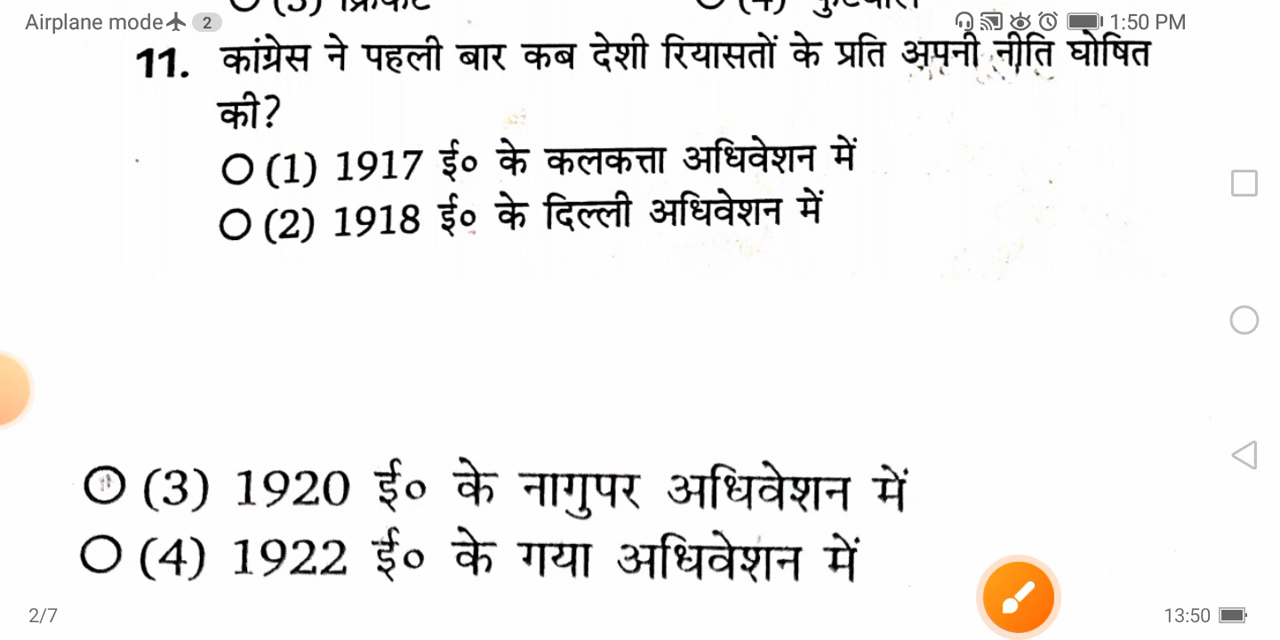 Airplane mode 2 1:50 PM
11. कांग्रेस ने पहली बार कब देशी रियासतों के प्रति अपनी नीति घोषित
की?
(1) 1917 ई० के कलकत्ता अधिवेशन में
(2) 1918 ई० के दिल्ली अधिवेशन में
(3) 1920 ई० के नागुपर अधिवेशन में
(4) 1922 ई० के गया अधिवेशन में
2/7 13:50